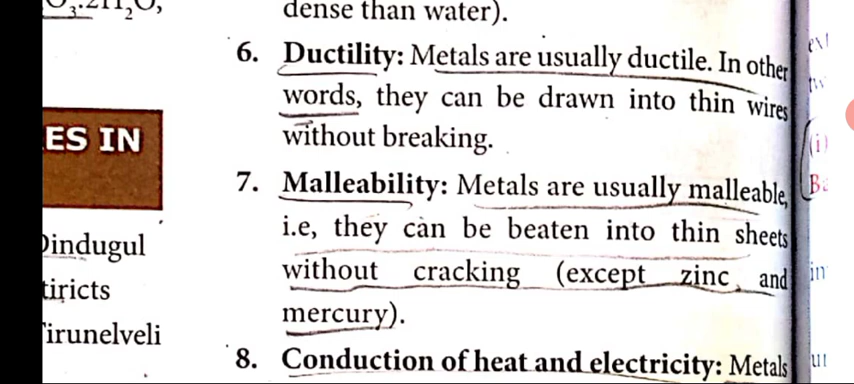 dense than water).
6. Ductility: Metals are usually ductile. In other
words, they can be drawn into thin wires
without breaking.
ES IN
7. Malleability: Metals are usually malleable,
i.e, they can be beaten into thin sheets
without cracking (except zinc and
mercury).
8. Conduction of heat and electricity: Metals
Dindugul
tiricts
Tirunelveli
(i)